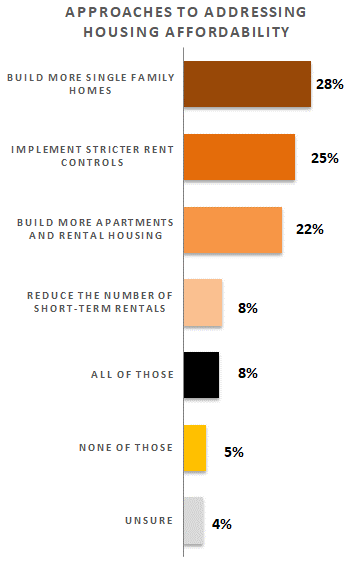 APPROACHES TO ADDRESSING
HOUSING AFFORDABILITY
BUILD MORE SINGLE FAMILY
HOMES
28%
IMPLEMENT STRICTER RENT
CONTROLS
25%
BUILD MORE APARTMENTS
AND RENTAL HOUSING
22%
REDUCE THE NUMBER OF
SHORT-TERM RENTALS
8%
ALL OF THOSE
8%
NONE OF THOSE
5%
UNSURE
4%